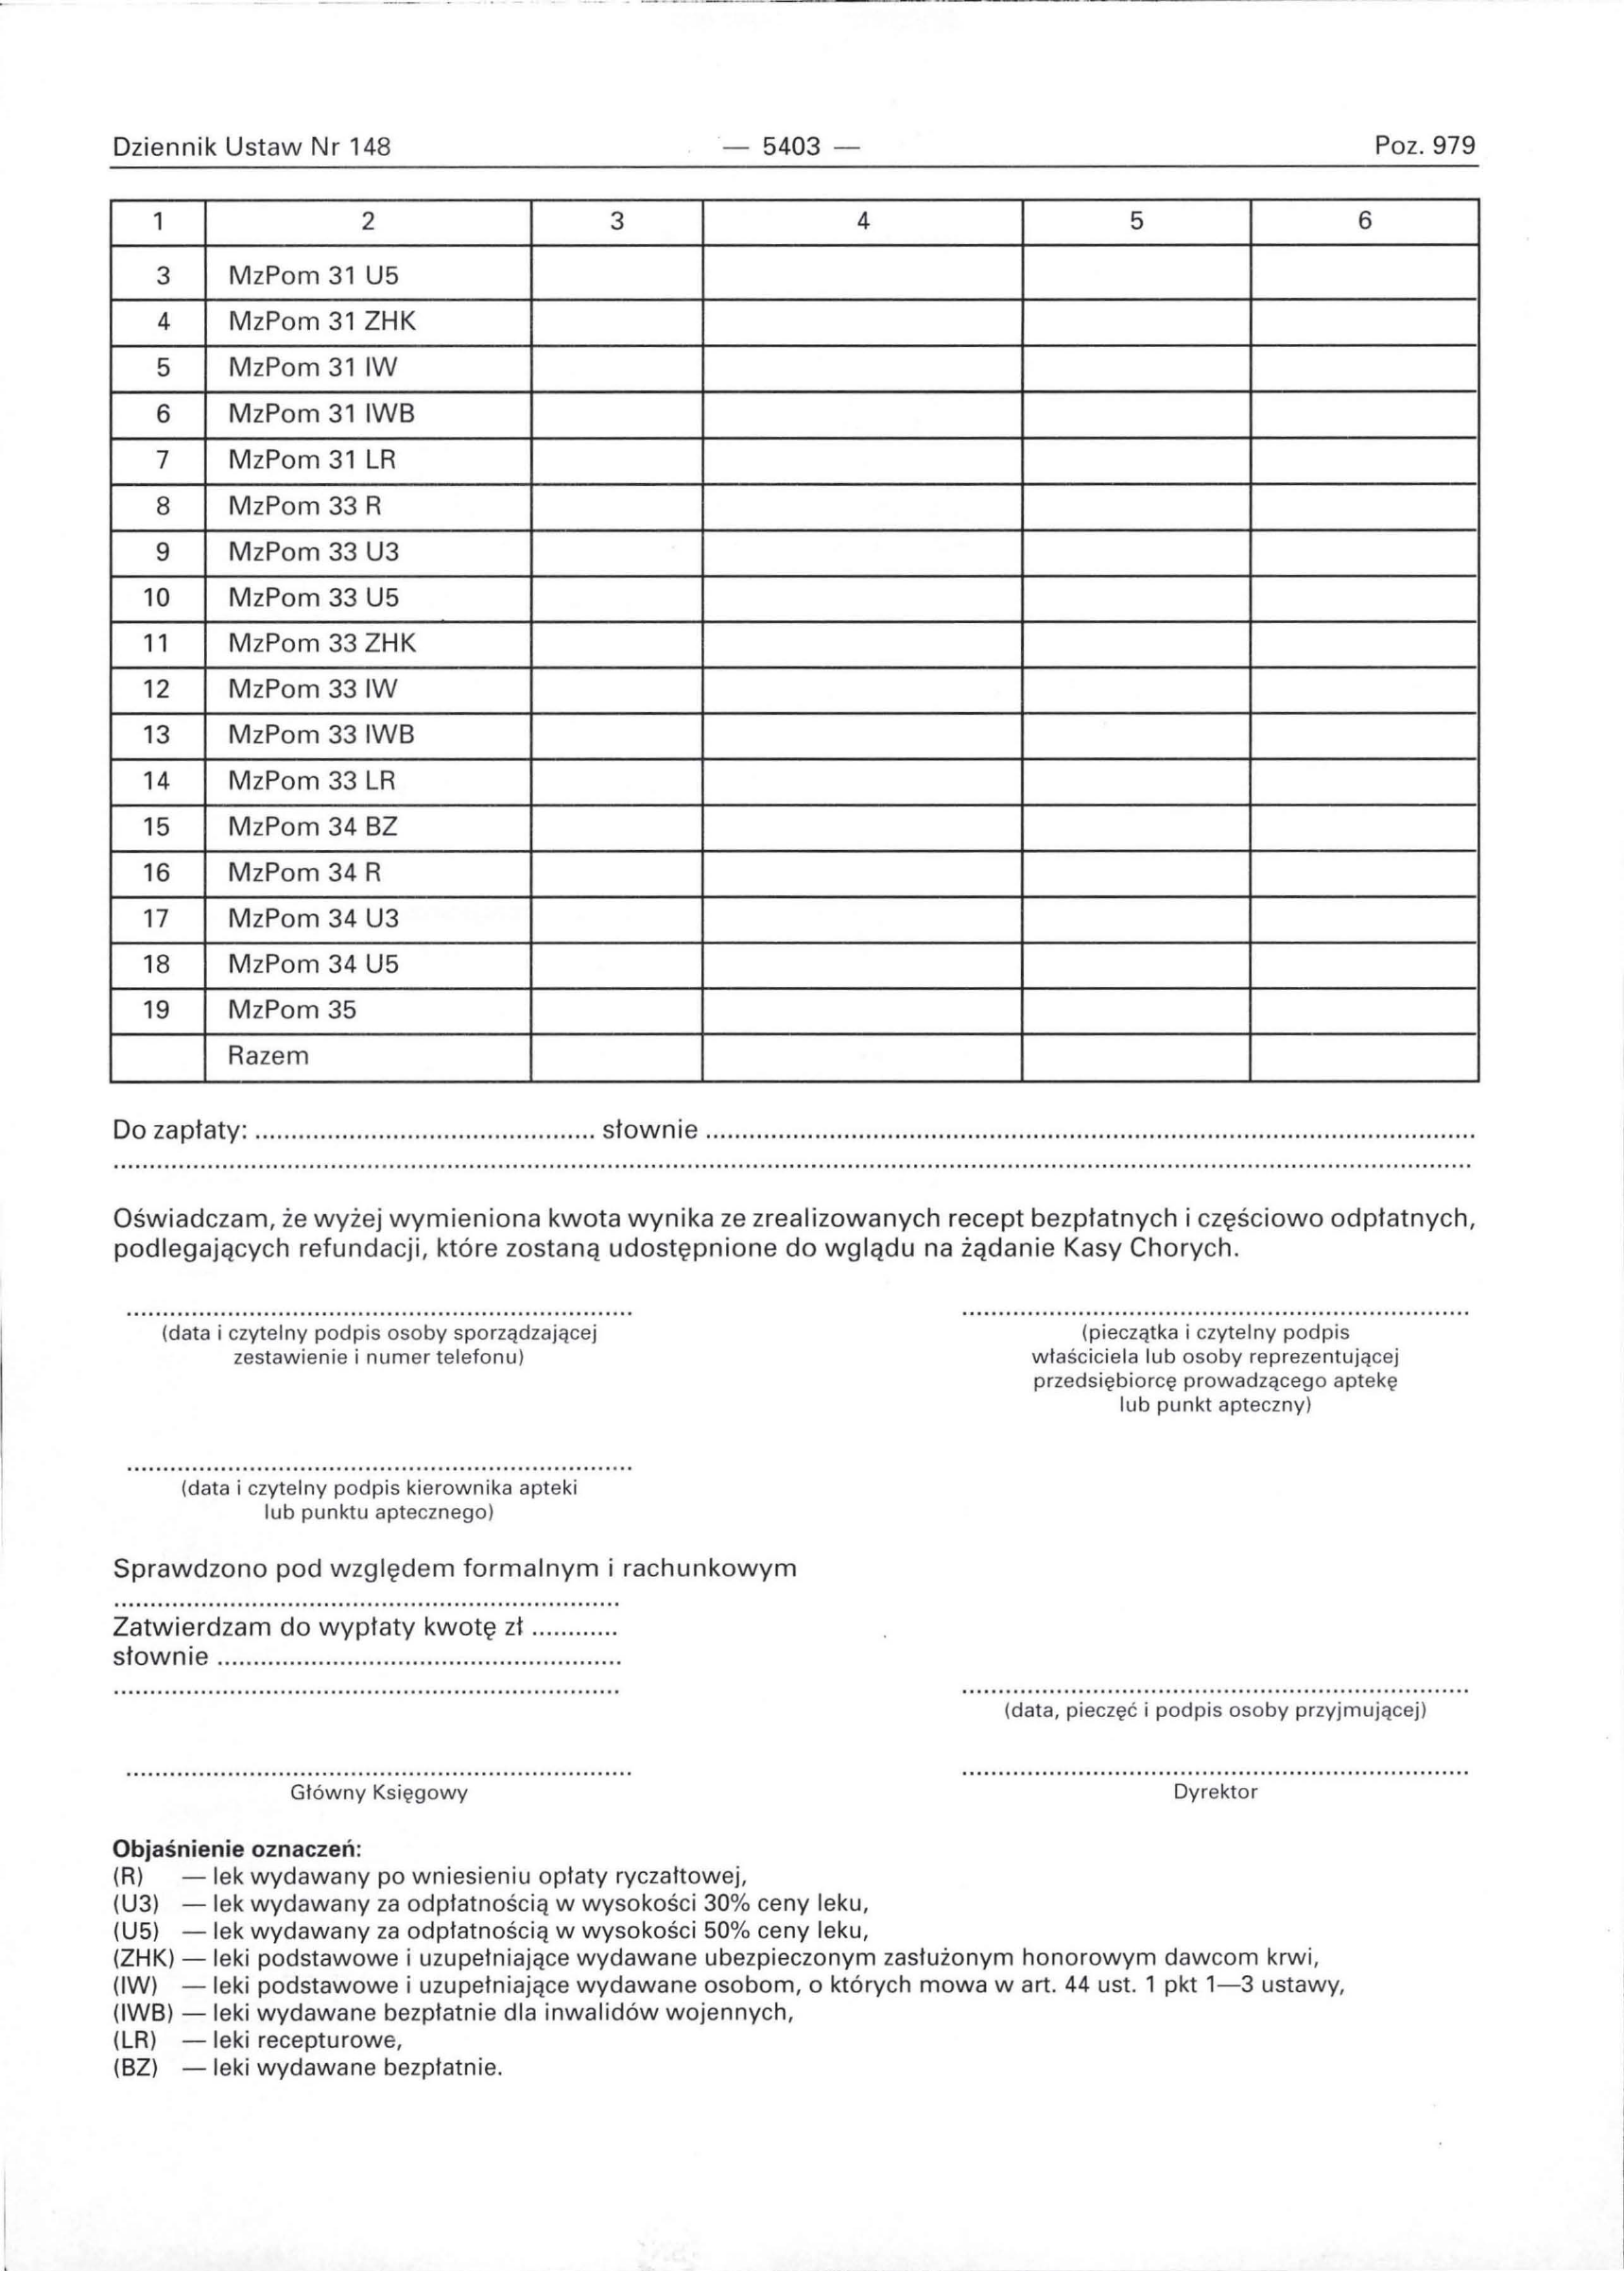 Dziennik Ustaw Nr 148 — 5403 — Poz. 979
1 2 3 4 5 6
3 MzPom 31 U5
4 MzPom 31 ZHK
5 MzPom 31 IW
6 MzPom 31 IWB
7 MzPom 31 LR
8 MzPom 33 R
9 MzPom 33 U3
10 MzPom 33 U5
11 MzPom 33 ZHK
12 MzPom 33 IW
13 MzPom 33 IWB
14 MzPom 33 LR
15 MzPom 34 BZ
16 MzPom 34 R
17 MzPom 34 U3
18 MzPom 34 U5
19 MzPom 35
Razem
Do zapłaty: .............................................. słownie ..........................................................................................................
..............................................................................................................................................................................................
Oświadczam, że wyżej wymieniona kwota wynika ze zrealizowanych recept bezpłatnych i częściowo odpłatnych,
podlegających refundacji, które zostaną udostępnione do wglądu na żądanie Kasy Chorych.
...................................................................... ......................................................................
(data i czytelny podpis osoby sporządzającej
zestawienie i numer telefonu)
(pieczątka i czytelny podpis
właściciela lub osoby reprezentującej
przedsiębiorcę prowadzącego aptekę
lub punkt apteczny)
......................................................................
(data i czytelny podpis kierownika apteki
lub punktu aptecznego)
Sprawdzono pod względem formalnym i rachunkowym
......................................................................
Zatwierdzam do wypłaty kwotę zł ............
słownie ........................................................
...................................................................... ......................................................................
(data, pieczęć i podpis osoby przyjmującej)
...................................................................... ......................................................................
Główny Księgowy Dyrektor
Objaśnienie oznaczeń:
(R) — lek wydawany po wniesieniu opłaty ryczałtowej,
(U3) — lek wydawany za odpłatnością w wysokości 30% ceny leku,
(U5) — lek wydawany za odpłatnością w wysokości 50% ceny leku,
(ZHK) — leki podstawowe i uzupełniające wydawane ubezpieczonym zasłużonym honorowym dawcom krwi,
(IW) — leki podstawowe i uzupełniające wydawane osobom, o których mowa w art. 44 ust. 1 pkt 1—3 ustawy,
(IWB) — leki wydawane bezpłatnie dla inwalidów wojennych,
(LR) — leki recepturowe,
(BZ) — leki wydawane bezpłatnie.